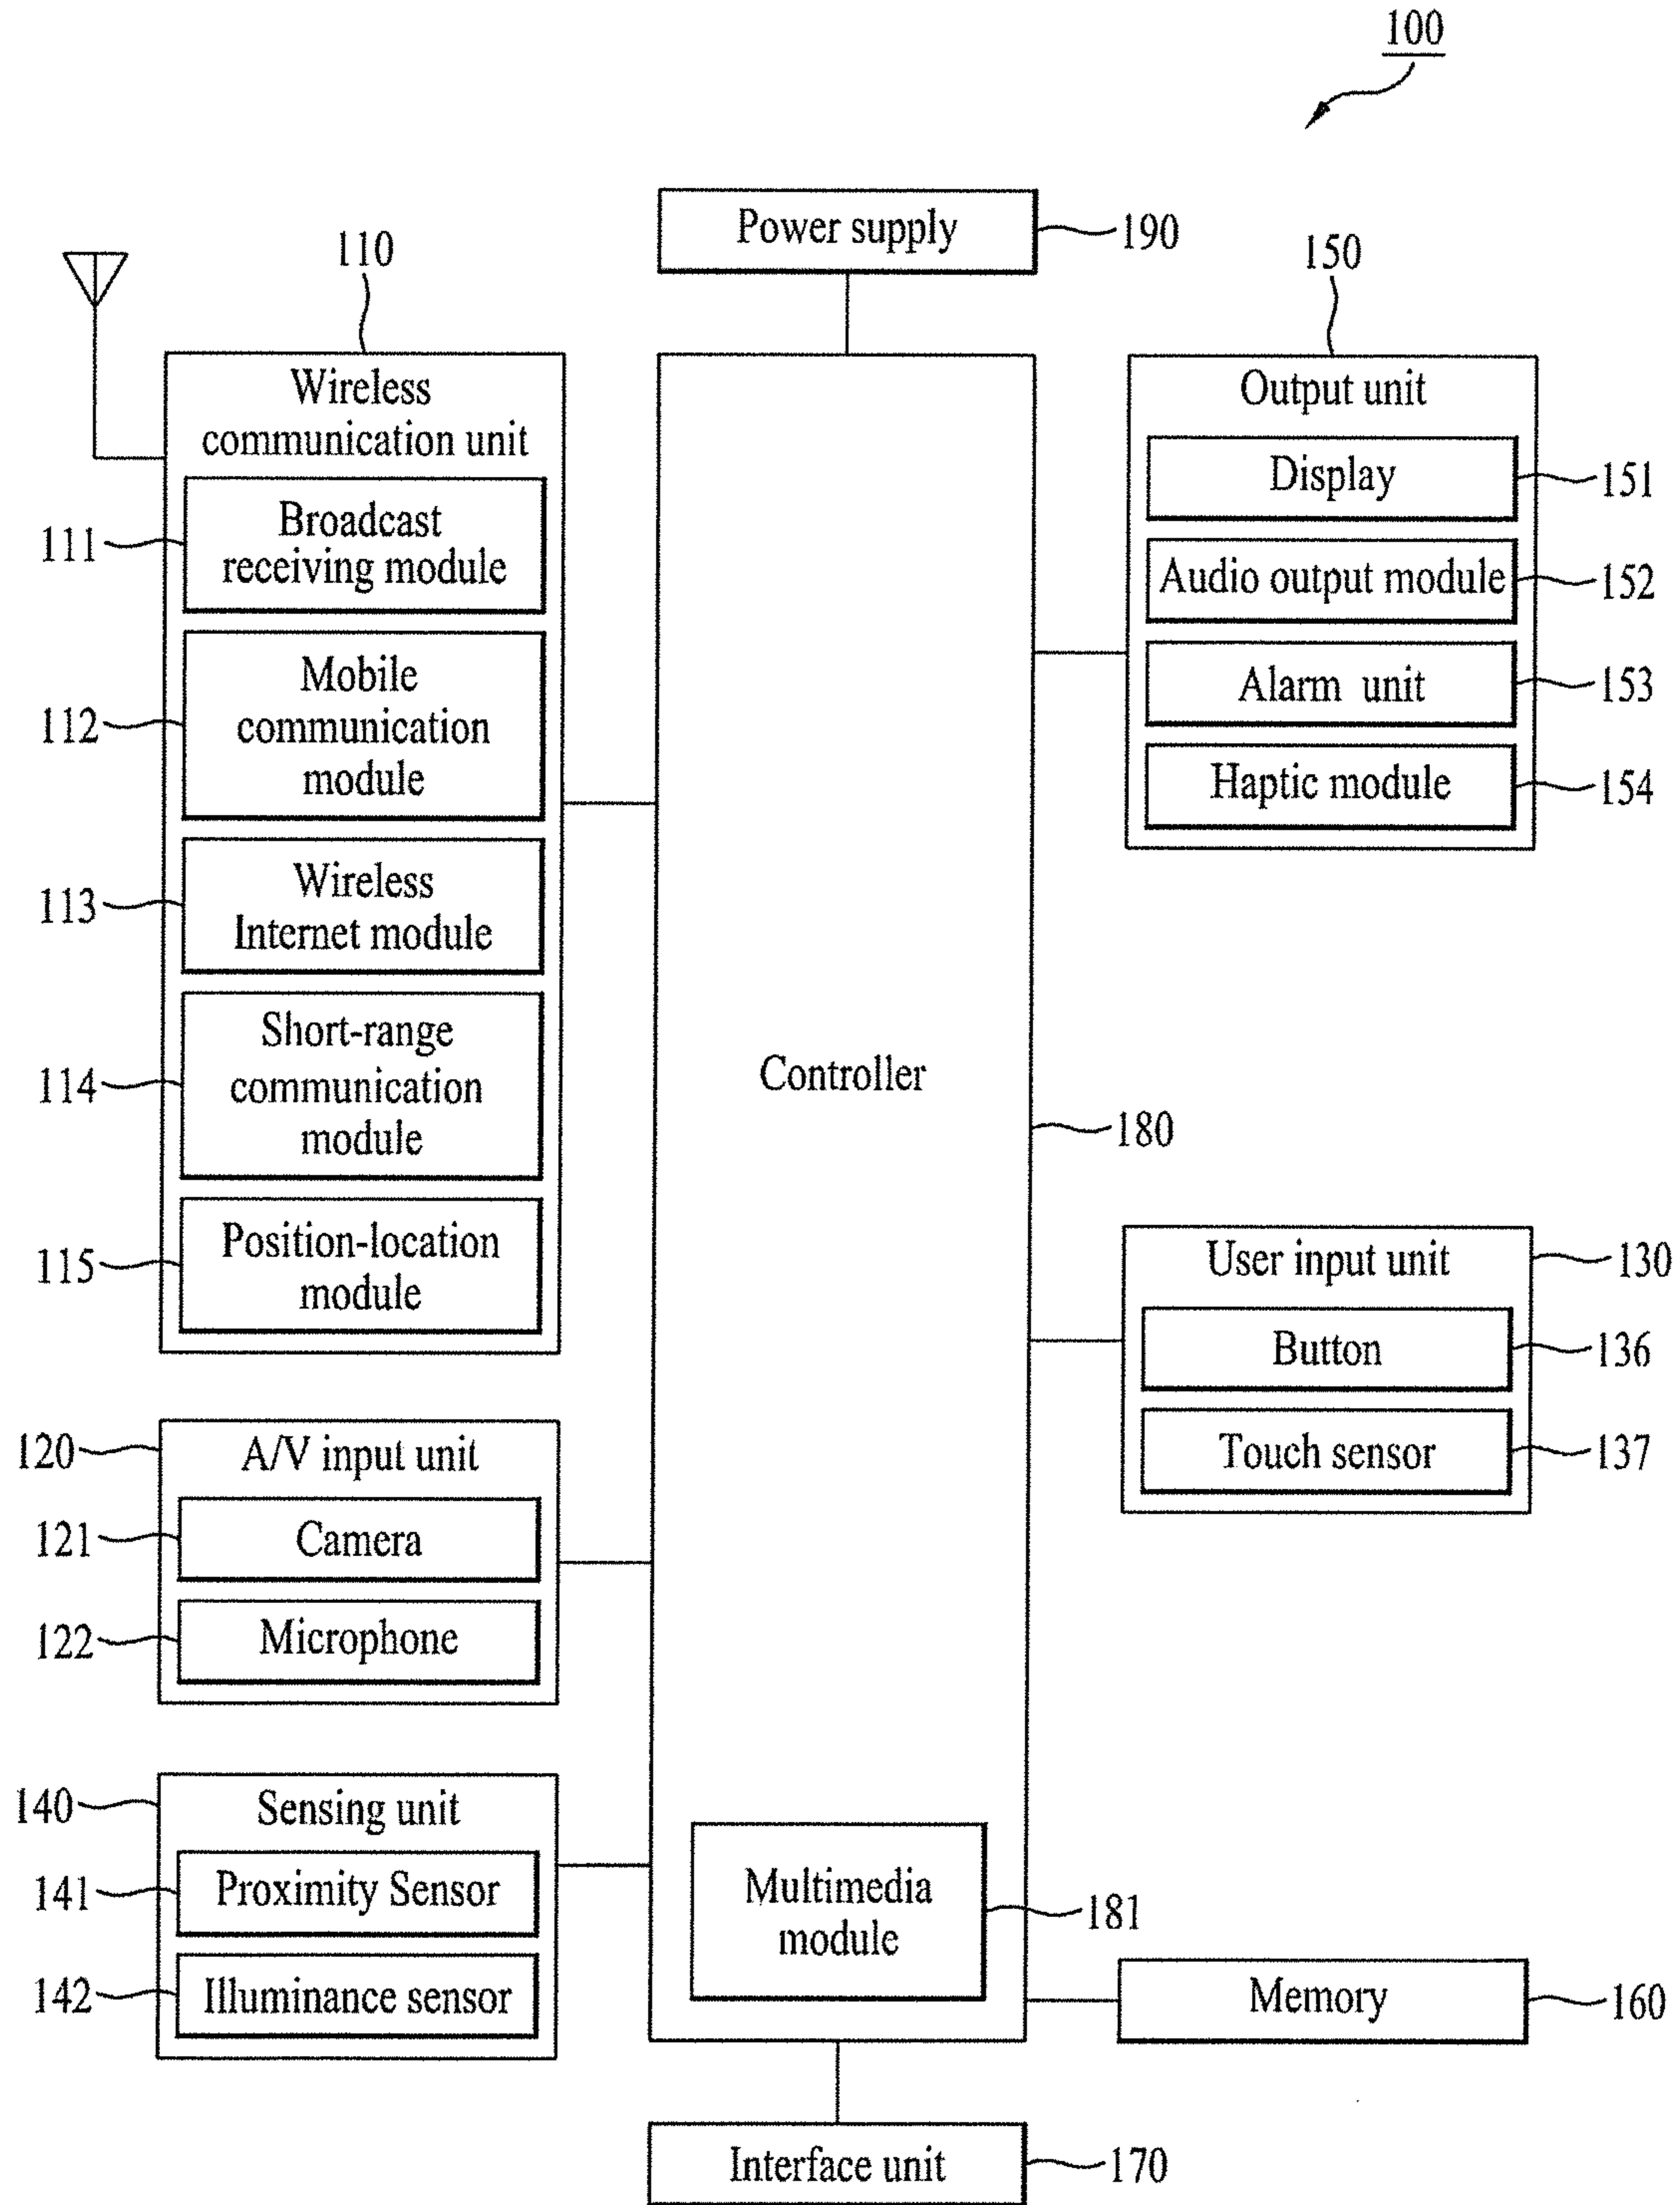 100
Power supply
190
110
150
Wireless
communication unit
Broadcast
receiving module
111
Mobile
communication
module
112
Wireless
Internet module
113
Short-range
communication
module
114
Position-location
module
115
A/V input unit
120
Camera
121
Microphone
122
Sensing unit
140
Proximity Sensor
141
Illuminance sensor
142
Controller
180
Multimedia
module
181
Output unit
Display
151
Audio output module
152
Alarm unit
153
Haptic module
154
User input unit
130
Button
136
Touch sensor
137
Memory
160
Interface unit
170